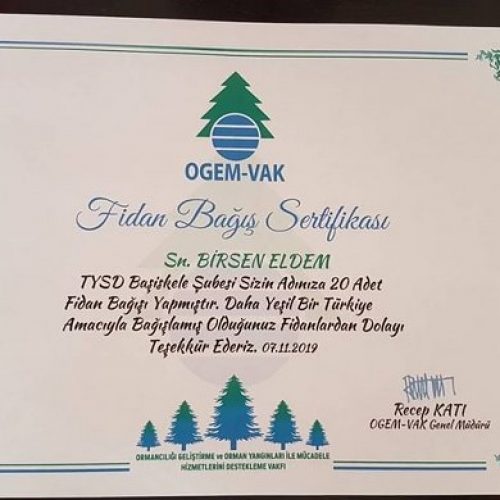 OGEM-VAK
Fidan Bağış Sertifikası
Sn. BİRSEN ELDEM
TYSD Başiskele Şubesi Sizin Adınıza 20 Adet
Fidan Bağışı Yapmıştır. Daha Yeşil Bir Türkiye
Amacıyla Bağışlamış Olduğunuz Fidanlardan Dolayı
Teşekkür Ederiz. 07.11.2019
Recep KATI
OGEM-VAK Genel Müdürü
ORMANCILIĞI GELİŞTİRME ve ORMAN YANGINLARI İLE MÜCADELE
HİZMETLERİNİ DESTEKLEME VAKFI